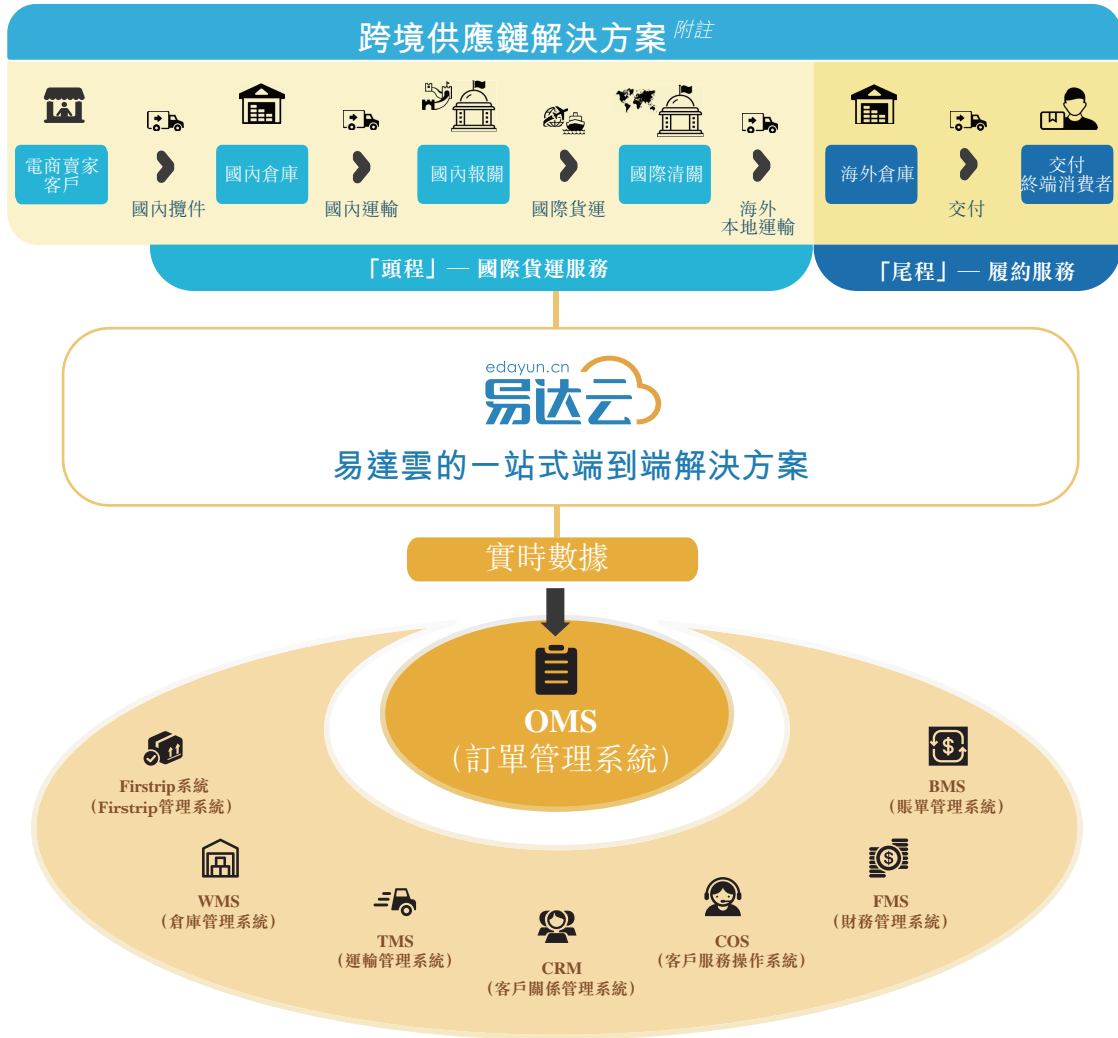 跨境供應鏈解決方案 附註
電商賣家
客戶
國內攬件
國內倉庫
國內運輸
國內報關
國際貨運
國際清關
海外
本地運輸
海外倉庫
交付
交付
終端消費者
「頭程」— 國際貨運服務
「尾程」— 履約服務
edayun.cn
易达云
易達雲的一站式端到端解決方案
實時數據
OMS
(訂單管理系統)
Firstrip系統
(Firstrip管理系統)
BMS
(賬單管理系統)
WMS
(倉庫管理系統)
FMS
(財務管理系統)
TMS
(運輸管理系統)
COS
(客戶服務操作系統)
CRM
(客戶關係管理系統)